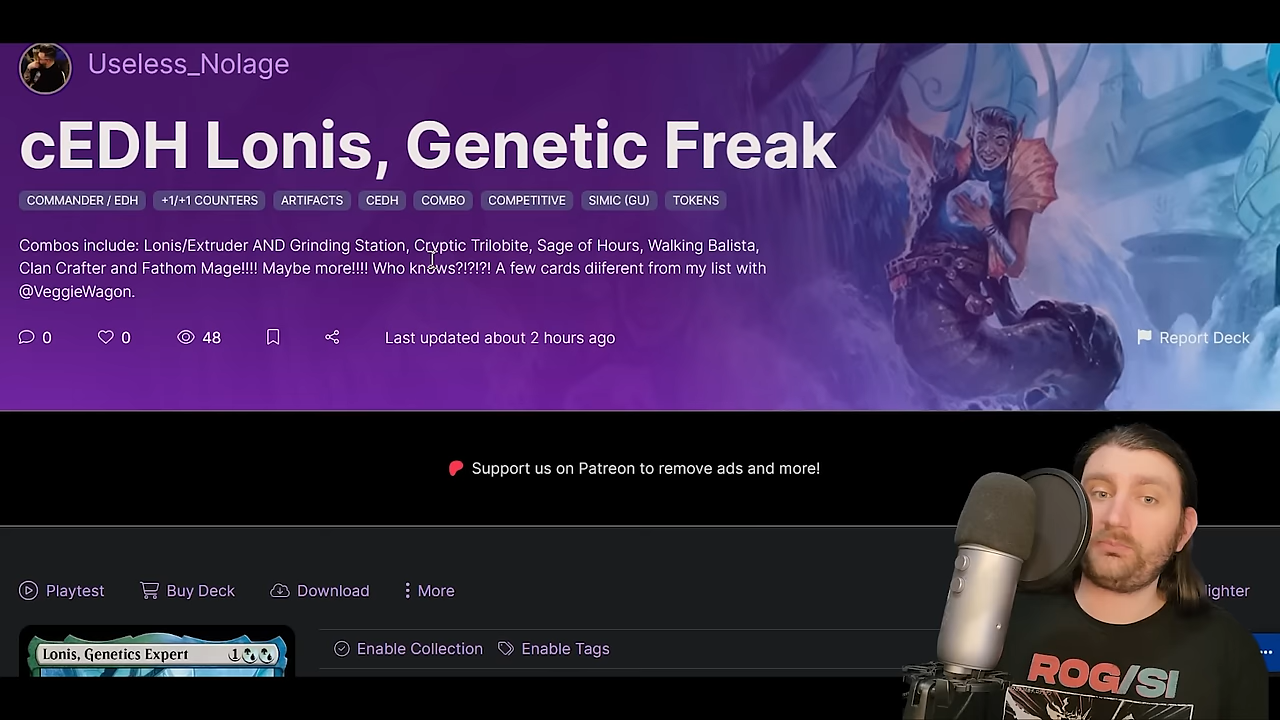 Useless_Nolage
cEDH Lonis, Genetic Freak
COMMANDER / EDH +1/+1 COUNTERS ARTIFACTS CEDH COMBO COMPETITIVE SIMIC (GU) TOKENS
Combos include: Lonis/Extruder AND Grinding Station, Cryptic Trilobite, Sage of Hours, Walking Balista,
Clan Crafter and Fathom Mage!!!! Maybe more!!!! Who knows?!?!?! A few cards diiferent from my list with
@VeggieWagon.
0 0 48 Last updated about 2 hours ago Report Deck
Support us on Patreon to remove ads and more!
Playtest Buy Deck Download More lighter
Lonis, Genetics Expert 1 Enable Collection Enable Tags
ROG/SI